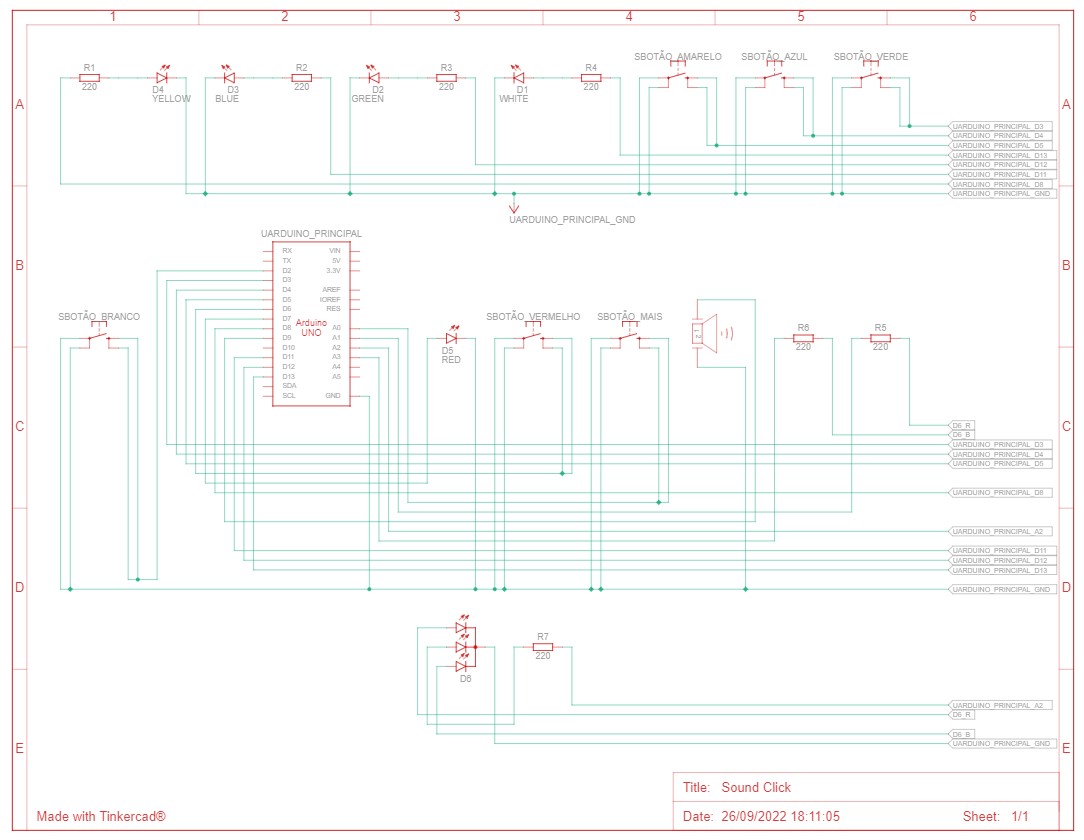 1 2 3 4 5 6
A A
R1
220
D4
YELLOW
D3
BLUE
R2
220
D2
GREEN
R3
220
D1
WHITE
R4
220
SBOTÃO_AMARELO
SBOTÃO_AZUL
SBOTÃO_VERDE
UARDUINO_PRINCIPAL_D3
UARDUINO_PRINCIPAL_D4
UARDUINO_PRINCIPAL_D5
UARDUINO_PRINCIPAL_D13
UARDUINO_PRINCIPAL_D12
UARDUINO_PRINCIPAL_D11
UARDUINO_PRINCIPAL_D8
UARDUINO_PRINCIPAL_GND
UARDUINO_PRINCIPAL_GND
B B
UARDUINO_PRINCIPAL
RX VIN
TX 5V
D2 3.3V
D3
D4 AREF
D5 IOREF
D6 RES
D7
D8 A0
D9 A1
D10 A2
D11 A3
D12 A4
D13 A5
SDA
SCL GND
Arduino
UNO
SBOTÃO_BRANCO
D5
RED
SBOTÃO_VERMELHO
SBOTÃO_MAIS
LS
R6
220
R5
220
C C
D6_R
D6_B
UARDUINO_PRINCIPAL_D3
UARDUINO_PRINCIPAL_D4
UARDUINO_PRINCIPAL_D5
UARDUINO_PRINCIPAL_D8
UARDUINO_PRINCIPAL_A2
UARDUINO_PRINCIPAL_D11
UARDUINO_PRINCIPAL_D12
UARDUINO_PRINCIPAL_D13
D D
UARDUINO_PRINCIPAL_GND
D6
R7
220
UARDUINO_PRINCIPAL_A2
D6_R
D6_B
UARDUINO_PRINCIPAL_GND
E E
Title: Sound Click
Made with Tinkercad®
Date: 26/09/2022 18:11:05
Sheet: 1/1